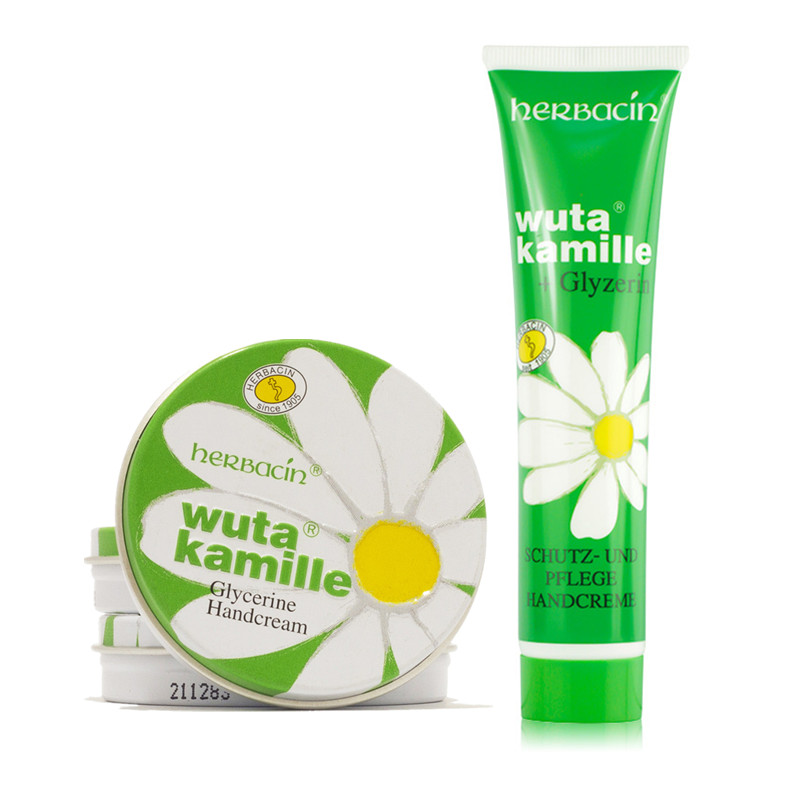 herbacin®
wuta®
kamille
+ Glyzerin
HERBACIN
seit 1905
SCHUTZ- UND
PFLEGE
HANDCREME
HERBACIN
since 1905
herbacin®
wuta®
kamille
Glycerine
Handcream
211283